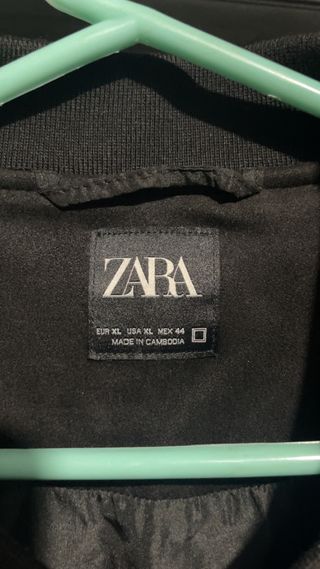 ZARA
EUR XL USA XL MEX 44
MADE IN CAMBODIA